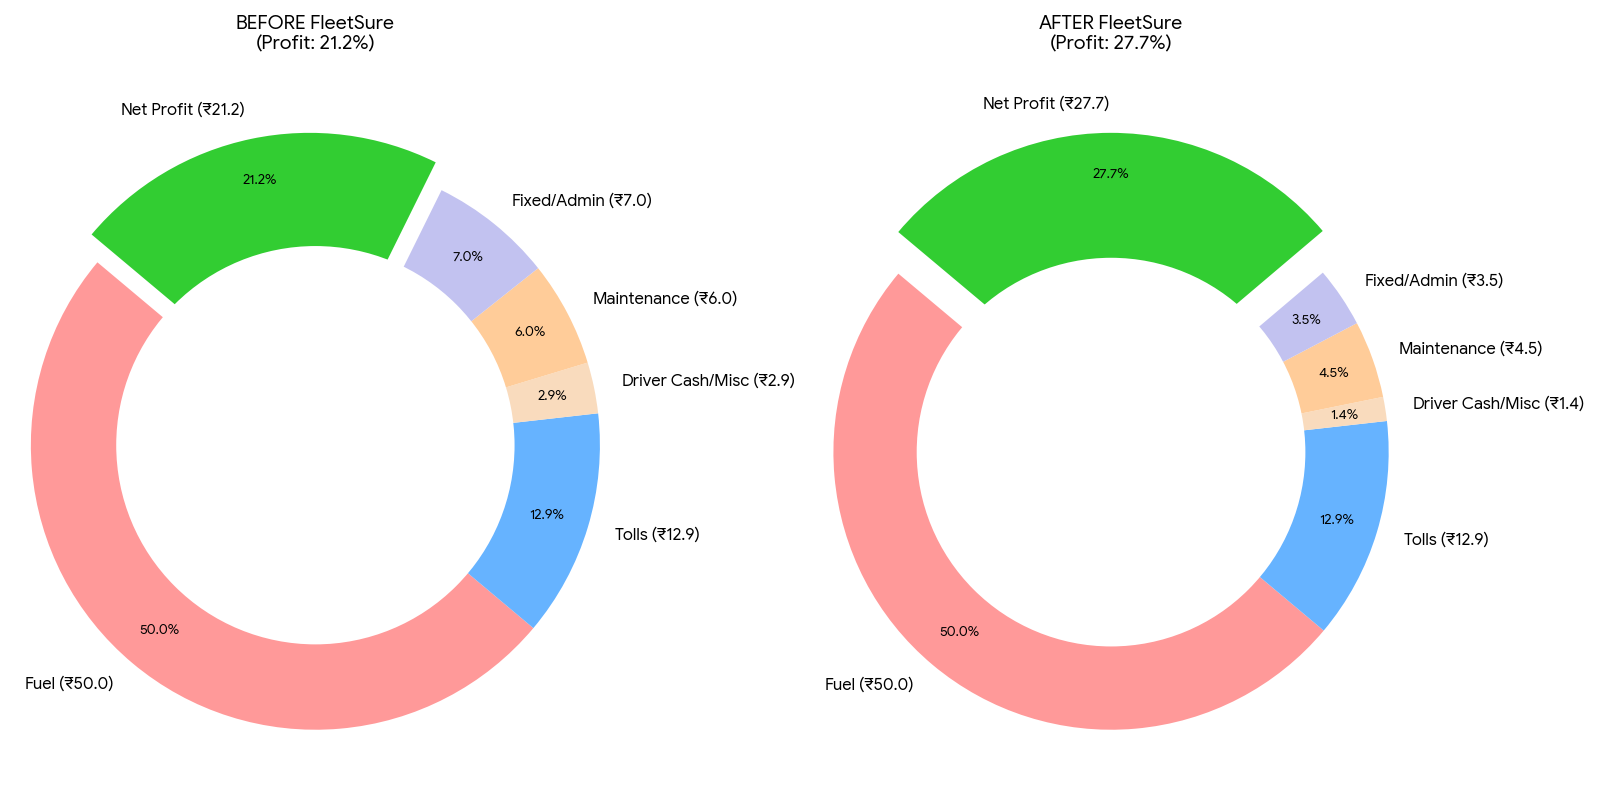 BEFORE FleetSure
(Profit: 21.2%)
Net Profit (₹21.2)
21.2%
Fixed/Admin (₹7.0)
7.0%
Maintenance (₹6.0)
6.0%
Driver Cash/Misc (₹2.9)
2.9%
12.9%
Tolls (₹12.9)
50.0%
Fuel (₹50.0)
AFTER FleetSure
(Profit: 27.7%)
Net Profit (₹27.7)
27.7%
Fixed/Admin (₹3.5)
3.5%
Maintenance (₹4.5)
4.5%
Driver Cash/Misc (₹1.4)
1.4%
12.9%
Tolls (₹12.9)
50.0%
Fuel (₹50.0)